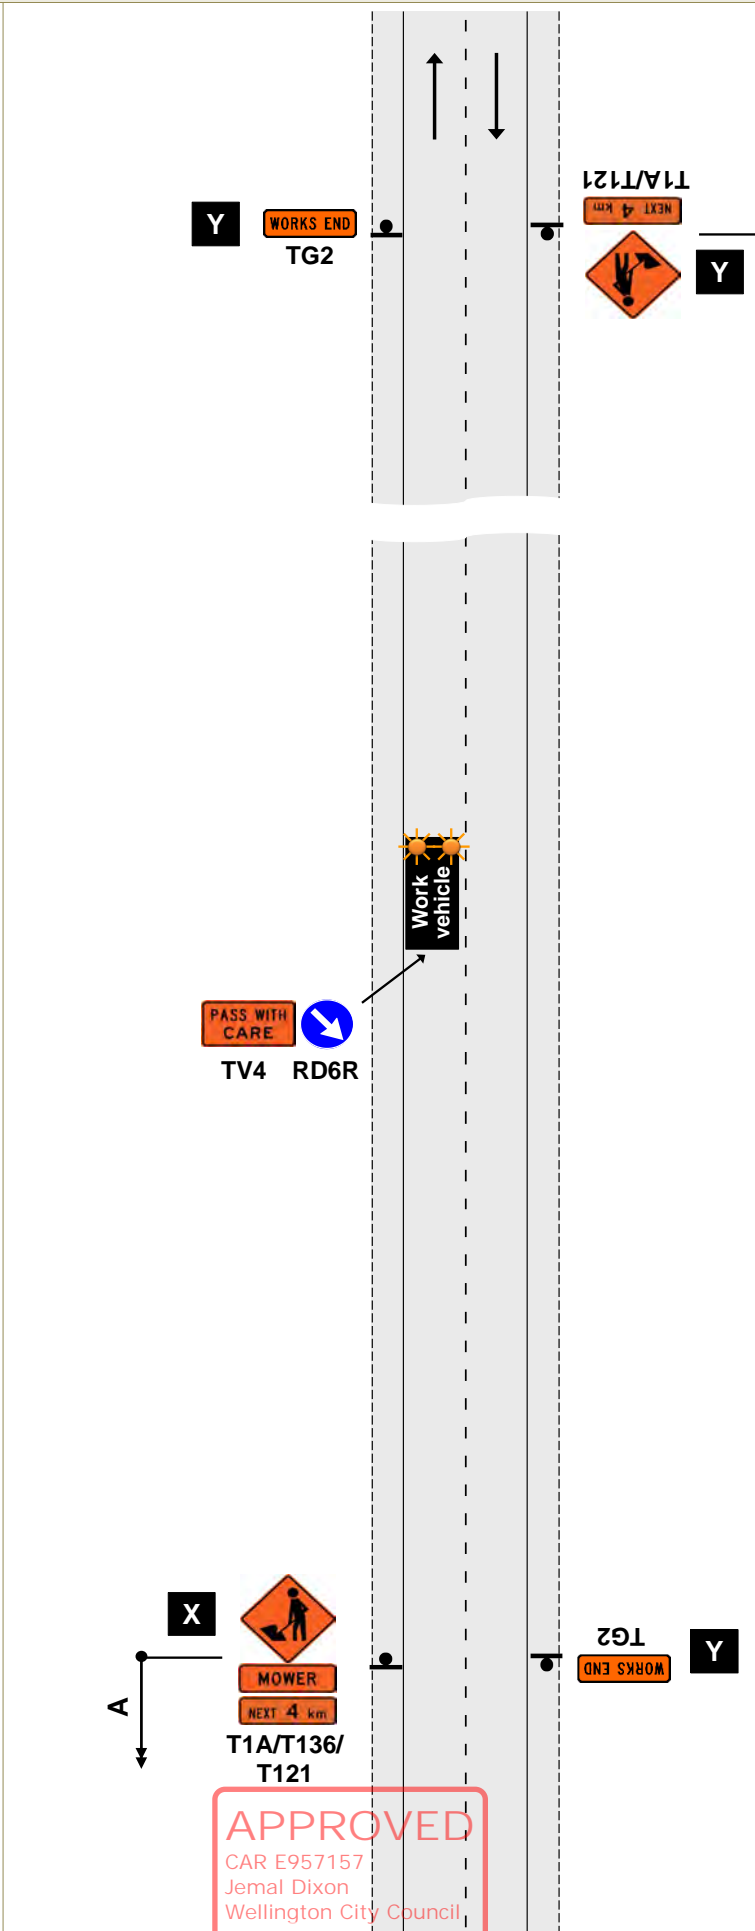 T1A/T121
NEXT 4 km
Y
WORKS END
TG2
Y
Work
vehicle
PASS WITH
CARE
TV4 RD6R
X
MOWER
NEXT 4 km
T1A/T136/
T121
A
TG2
WORKS END
Y
APPROVED
CAR E957157
Jemal Dixon
Wellington City Council